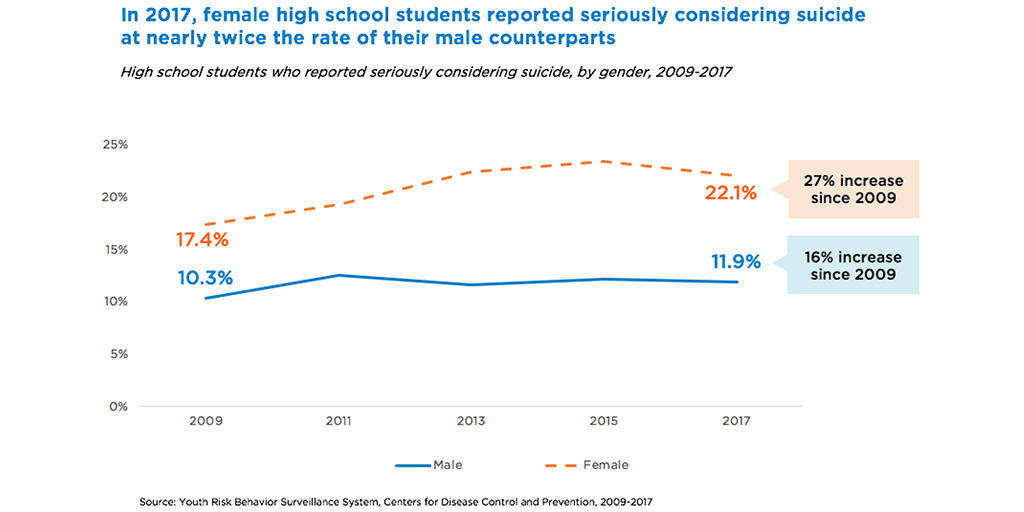 In 2017, female high school students reported seriously considering suicide
at nearly twice the rate of their male counterparts
High school students who reported seriously considering suicide, by gender, 2009-2017
25%
20%
15%
10%
5%
0%
17.4%
10.3%
22.1%
11.9%
27% increase
since 2009
16% increase
since 2009
2009
2011
2013
2015
2017
Male
Female
Source: Youth Risk Behavior Surveillance System, Centers for Disease Control and Prevention, 2009-2017